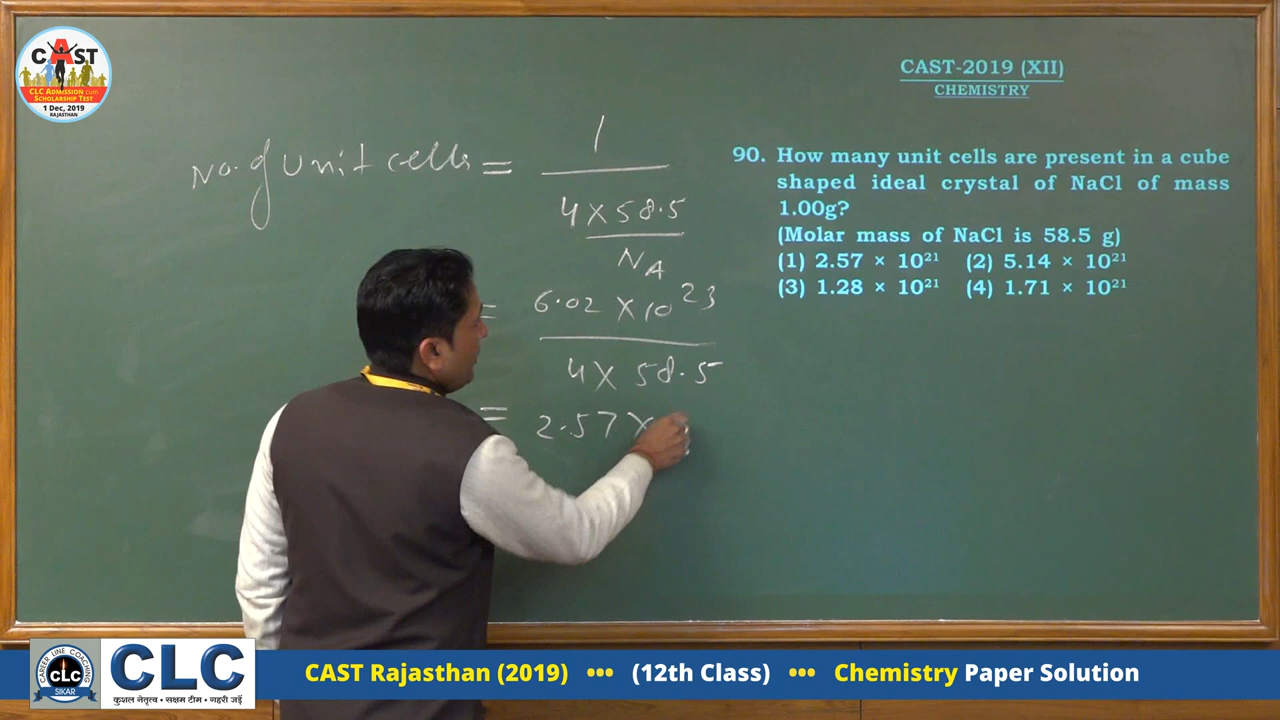 CAST
CLC ADMISSION cum
SCHOLARSHIP TEST
1 Dec, 2019
RAJASTHAN
CAST-2019 (XII)
CHEMISTRY
No. of unit cells = 1
4 × 58.5
NA
= 6.02 × 10²³
4 × 58.5
= 2.57 ×
90. How many unit cells are present in a cube
shaped ideal crystal of NaCl of mass
1.00g?
(Molar mass of NaCl is 58.5 g)
(1) 2.57 × 10²¹ (2) 5.14 × 10²¹
(3) 1.28 × 10²¹ (4) 1.71 × 10²¹
CAREER LINE COACHING
CLC
SIKAR
CLC
कुशल नेतृत्व • सक्षम टीम • गहरी जड़ें
CAST Rajasthan (2019) ••• (12th Class) ••• Chemistry Paper Solution